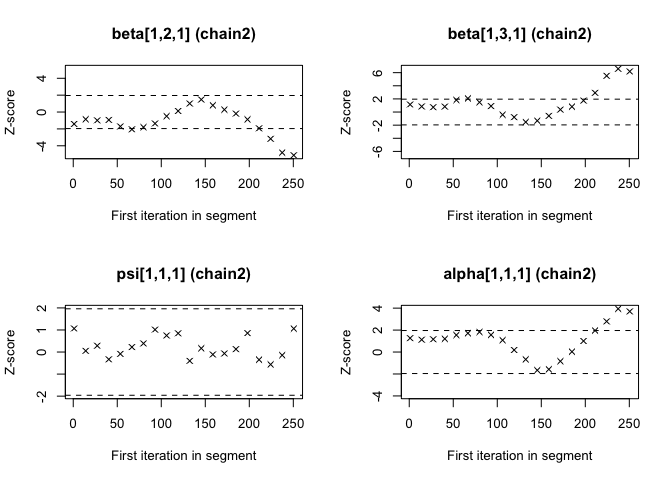 beta[1,2,1] (chain2)
Z-score
4
0
-4
0 50 100 150 200 250
First iteration in segment
beta[1,3,1] (chain2)
Z-score
6
2
-2
-6
0 50 100 150 200 250
First iteration in segment
psi[1,1,1] (chain2)
Z-score
2
1
0
-2
0 50 100 150 200 250
First iteration in segment
alpha[1,1,1] (chain2)
Z-score
4
2
0
-4
0 50 100 150 200 250
First iteration in segment